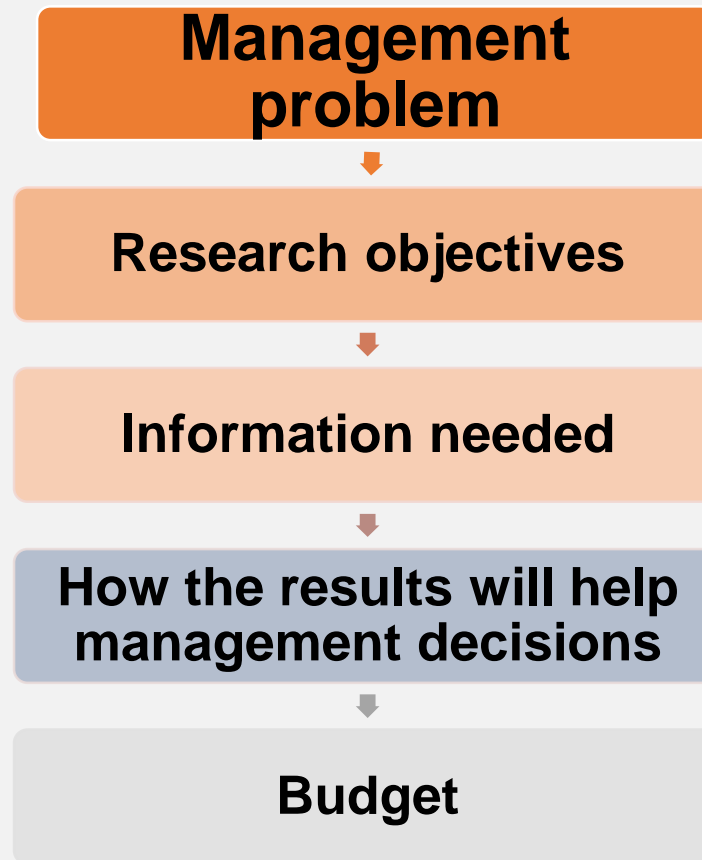 Management
problem
Research objectives
Information needed
How the results will help
management decisions
Budget